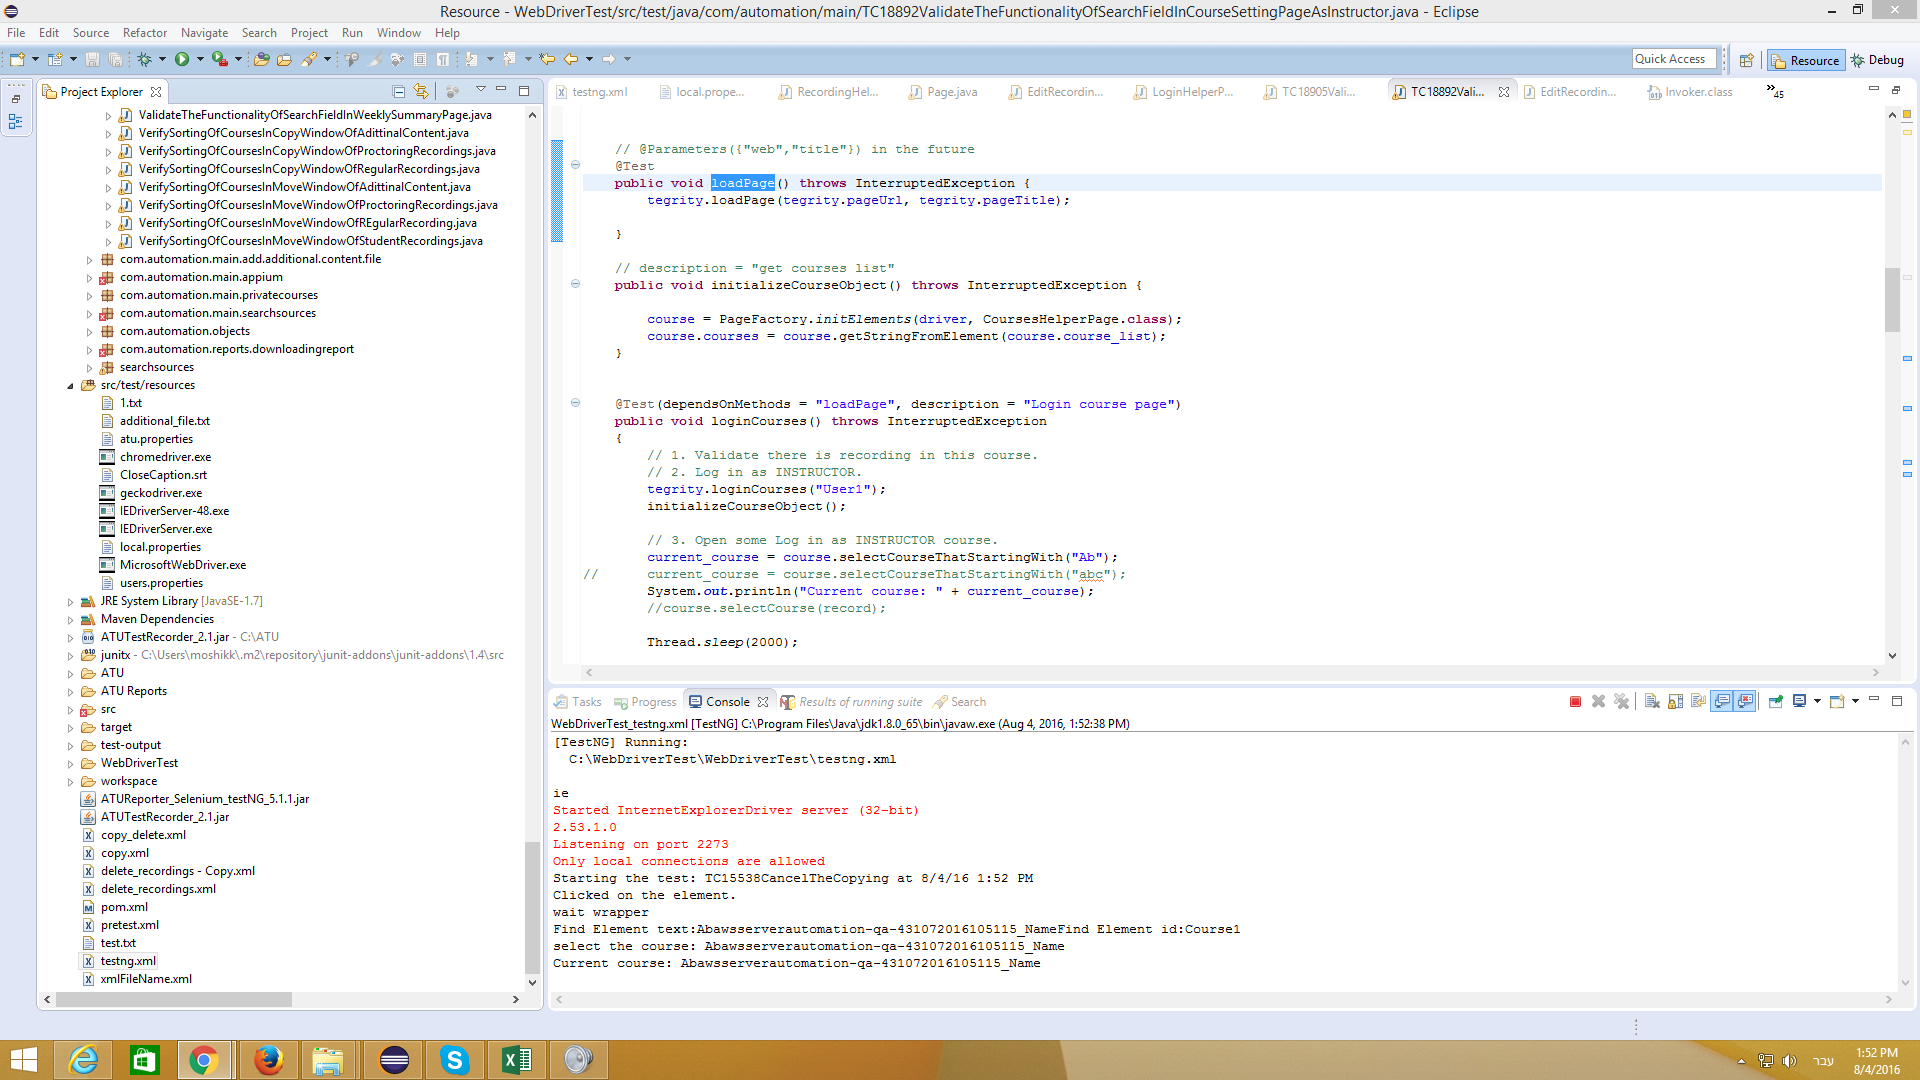 Resource - WebDriverTest/src/test/java/com/automation/main/TC18892ValidateTheFunctionalityOfSearchFieldInCourseSettingPageAsInstructor.java - Eclipse
File Edit Source Refactor Navigate Search Project Run Window Help
Quick Access Resource Debug
Project Explorer
ValidateTheFunctionalityOfSearchFieldInWeeklySummaryPage.java
VerifySortingOfCoursesInCopyWindowOfAdittinalContent.java
VerifySortingOfCoursesInCopyWindowOfProctoringRecordings.java
VerifySortingOfCoursesInCopyWindowOfRegularRecordings.java
VerifySortingOfCoursesInMoveWindowOfAdittinalContent.java
VerifySortingOfCoursesInMoveWindowOfProctoringRecordings.java
VerifySortingOfCoursesInMoveWindowOfREgularRecording.java
VerifySortingOfCoursesInMoveWindowOfStudentRecordings.java
com.automation.main.add.additional.content.file
com.automation.main.appium
com.automation.main.privatecourses
com.automation.main.searchsources
com.automation.objects
com.automation.reports.downloadingreport
searchsources
src/test/resources
1.txt
additional_file.txt
atu.properties
chromedriver.exe
CloseCaption.srt
geckodriver.exe
IEDriverServer-48.exe
IEDriverServer.exe
local.properties
MicrosoftWebDriver.exe
users.properties
JRE System Library [JavaSE-1.7]
Maven Dependencies
ATUTestRecorder_2.1.jar - C:\ATU
junitx - C:\Users\moshikk\.m2\repository\junit-addons\junit-addons\1.4\src
ATU
ATU Reports
src
target
test-output
WebDriverTest
workspace
ATUReporter_Selenium_testNG_5.1.1.jar
ATUTestRecorder_2.1.jar
copy_delete.xml
copy.xml
delete_recordings - Copy.xml
delete_recordings.xml
pom.xml
pretest.xml
test.txt
testng.xml
xmlFileName.xml
testng.xml local.prope... RecordingHel... Page.java EditRecordin... LoginHelperP... TC18905Vali... TC18892Vali... EditRecordin... Invoker.class »45
// @Parameters({"web","title"}) in the future
@Test
public void loadPage() throws InterruptedException {
tegrity.loadPage(tegrity.pageUrl, tegrity.pageTitle);
}
// description = "get courses list"
public void initializeCourseObject() throws InterruptedException {
course = PageFactory.initElements(driver, CoursesHelperPage.class);
course.courses = course.getStringFromElement(course.course_list);
}
@Test(dependsOnMethods = "loadPage", description = "Login course page")
public void loginCourses() throws InterruptedException
{
// 1. Validate there is recording in this course.
// 2. Log in as INSTRUCTOR.
tegrity.loginCourses("User1");
initializeCourseObject();
// 3. Open some Log in as INSTRUCTOR course.
current_course = course.selectCourseThatStartingWith("Ab");
// current_course = course.selectCourseThatStartingWith("abc");
System.out.println("Current course: " + current_course);
//course.selectCourse(record);
Thread.sleep(2000);
Tasks Progress Console Results of running suite Search
WebDriverTest_testng.xml [TestNG] C:\Program Files\Java\jdk1.8.0_65\bin\javaw.exe (Aug 4, 2016, 1:52:38 PM)
[TestNG] Running:
C:\WebDriverTest\WebDriverTest\testng.xml
ie
Started InternetExplorerDriver server (32-bit)
2.53.1.0
Listening on port 2273
Only local connections are allowed
Starting the test: TC15538CancelTheCopying at 8/4/16 1:52 PM
Clicked on the element.
wait wrapper
Find Element text:Abawsserverautomation-qa-431072016105115_NameFind Element id:Course1
select the course: Abawsserverautomation-qa-431072016105115_Name
Current course: Abawsserverautomation-qa-431072016105115_Name
עבר
1:52 PM
8/4/2016